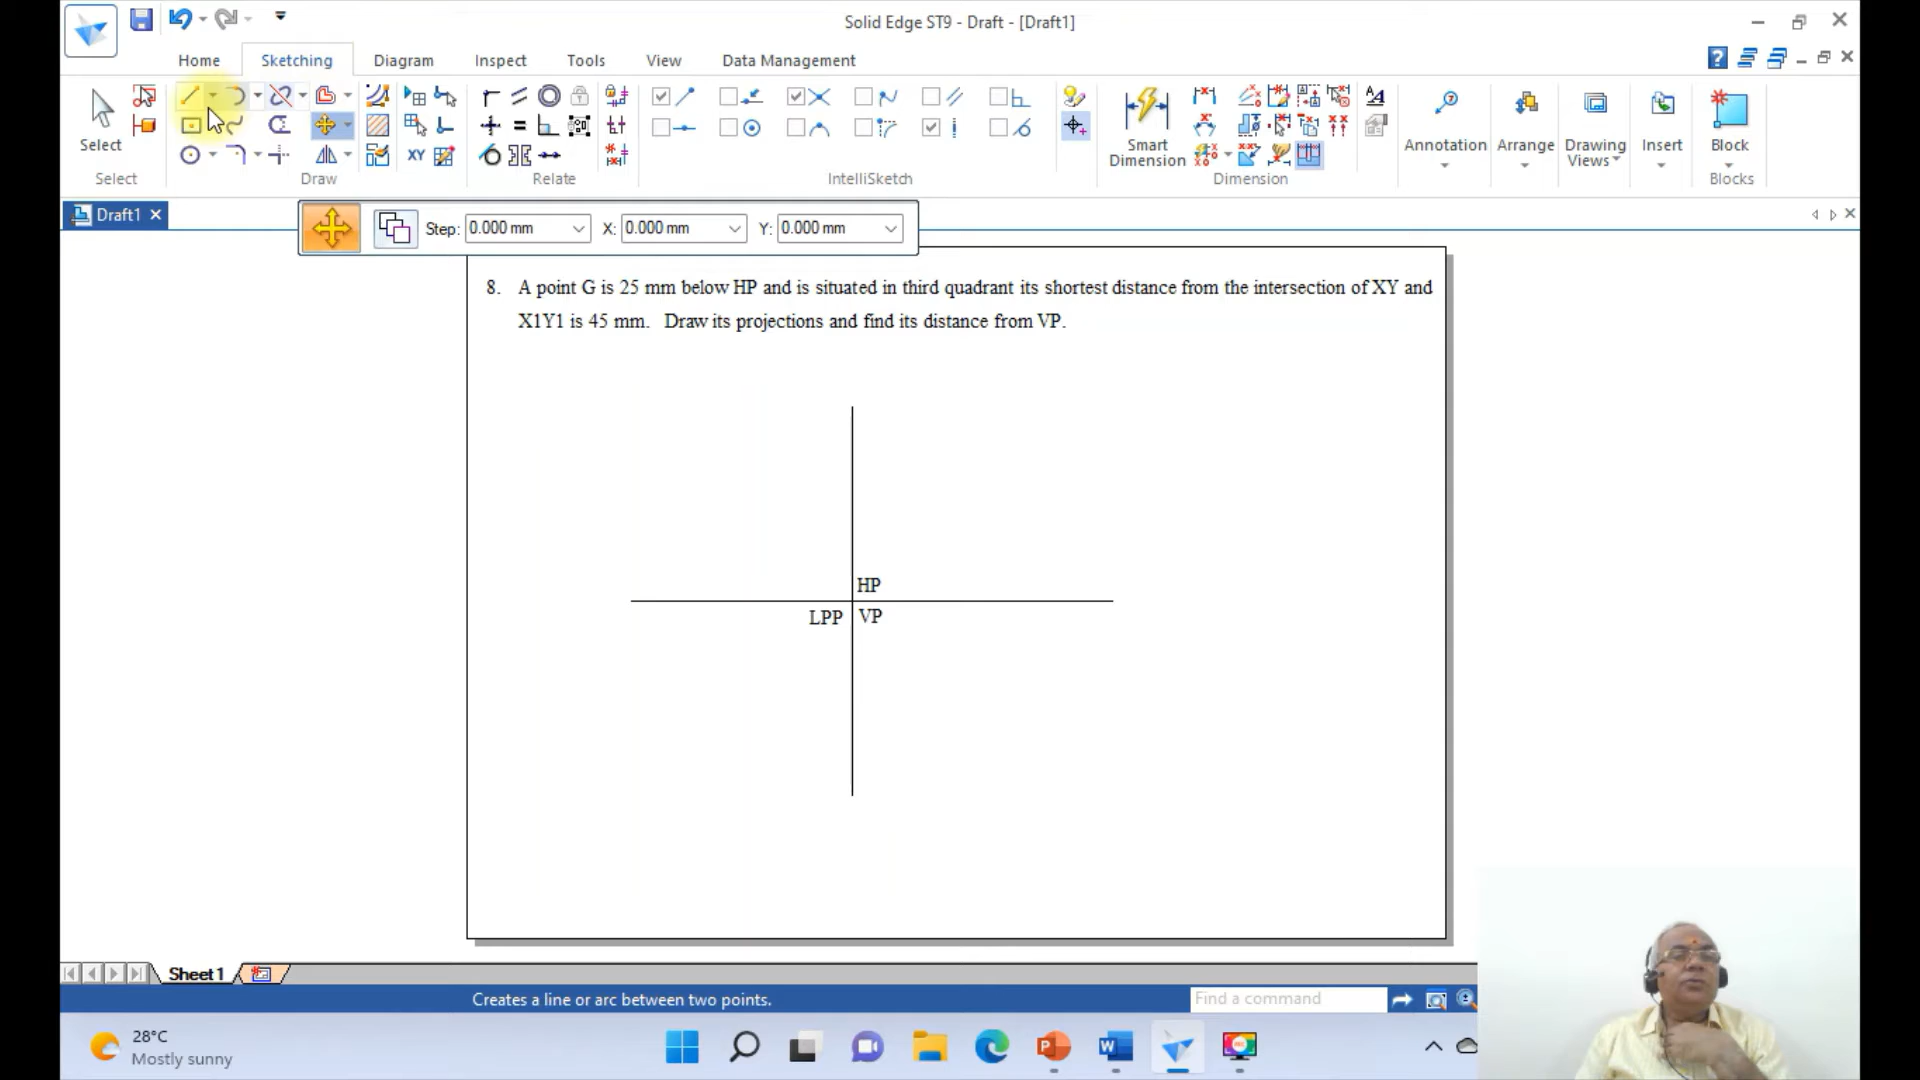 Solid Edge ST9 - Draft - [Draft1]
Home
Sketching
Diagram
Inspect
Tools
View
Data Management
Select
XY
Smart
Dimension
Annotation
Arrange
Drawing
Views
Insert
Block
Select
Draw
Relate
IntelliSketch
Dimension
Blocks
Draft1
Step: 0.000 mm
X: 0.000 mm
Y: 0.000 mm
8. A point G is 25 mm below HP and is situated in third quadrant its shortest distance from the intersection of XY and
X1Y1 is 45 mm. Draw its projections and find its distance from VP.
HP
LPP
VP
Sheet1
Creates a line or arc between two points.
Find a command
28°C
Mostly sunny